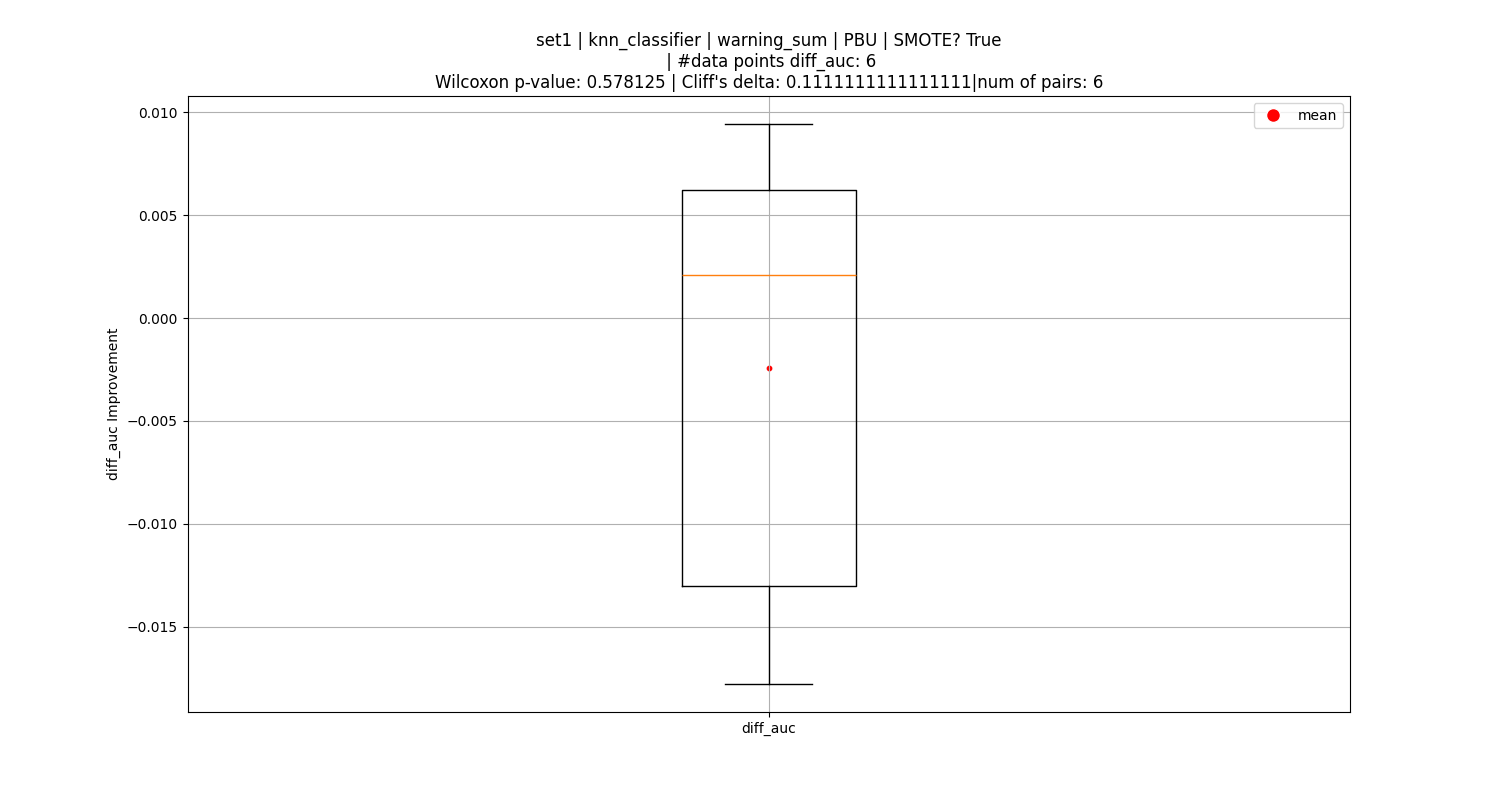 set1 | knn_classifier | warning_sum | PBU | SMOTE? True
| #data points diff_auc: 6
Wilcoxon p-value: 0.578125 | Cliff's delta: 0.1111111111111111|num of pairs: 6
mean
0.010
0.005
0.000
−0.005
−0.010
−0.015
diff_auc Improvement
diff_auc